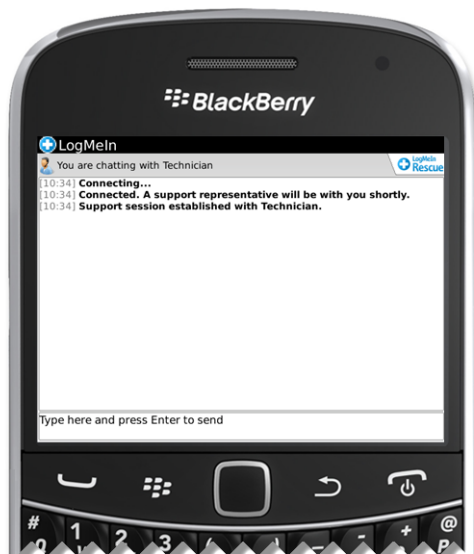 BlackBerry
LogMeIn
You are chatting with Technician
LogMeIn
Rescue
[10:34] Connecting...
[10:34] Connected. A support representative will be with you shortly.
[10:34] Support session established with Technician.
Type here and press Enter to send
# 1 2 3 - + @
P